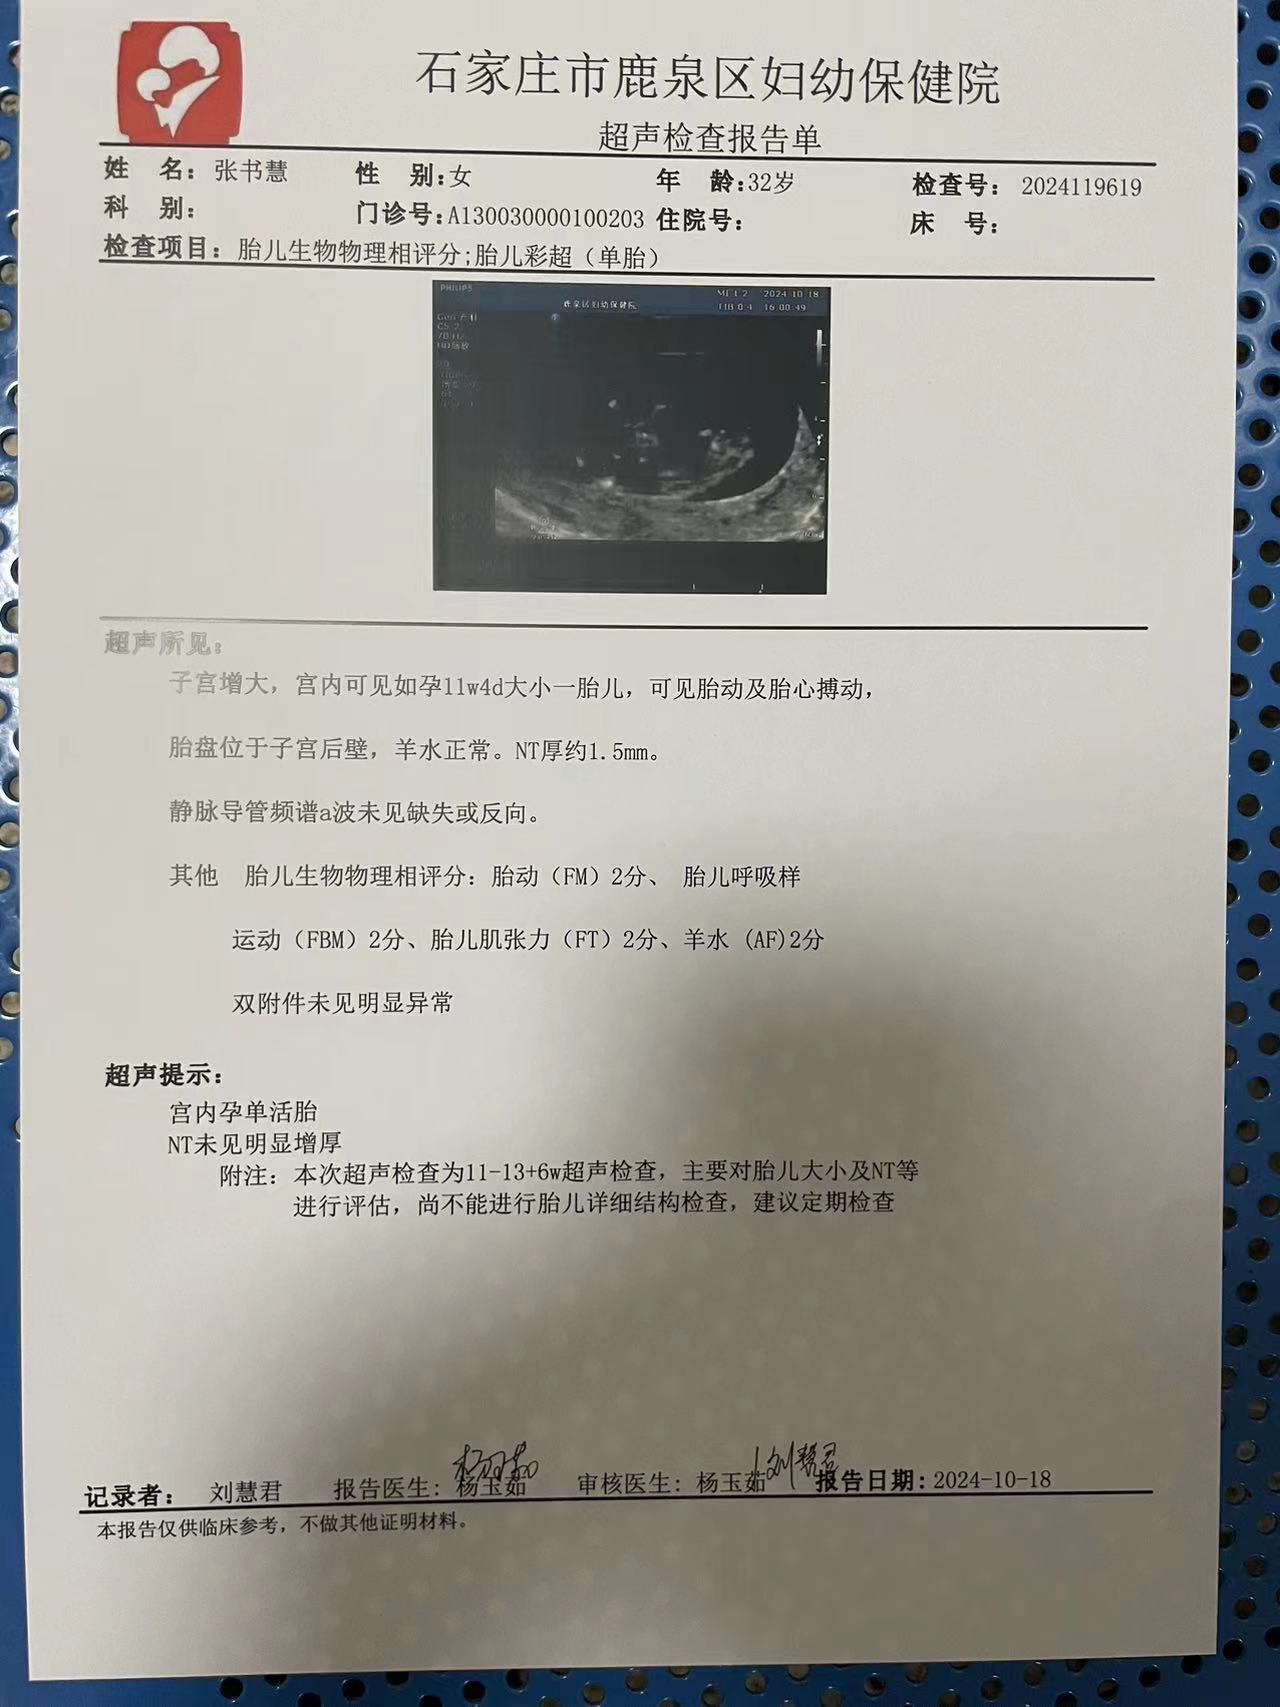 石家庄市鹿泉区妇幼保健院
超声检查报告单
姓 名：张书慧 性 别:女 年 龄:32岁 检查号： 2024119619
科 别： 门诊号:A130030000100203 住院号： 床 号：
检查项目：胎儿生物物理相评分;胎儿彩超（单胎）
PHILIPS
MI 1.2 2024-10-18
鹿泉区妇幼保健院
TIB 0.4 16:00:49
超声所见：
子宫增大，宫内可见如孕11w4d大小一胎儿，可见胎动及胎心搏动，
胎盘位于子宫后壁，羊水正常。NT厚约1.5mm。
静脉导管频谱a波未见缺失或反向。
其他 胎儿生物物理相评分：胎动（FM）2分、 胎儿呼吸样
运动（FBM）2分、胎儿肌张力（FT）2分、羊水 (AF)2分
双附件未见明显异常
超声提示：
宫内孕单活胎
NT未见明显增厚
附注：本次超声检查为11-13+6w超声检查，主要对胎儿大小及NT等
进行评估，尚不能进行胎儿详细结构检查，建议定期检查
杨玉茹 刘慧君
记录者： 刘慧君 报告医生：杨玉茹 审核医生：杨玉茹 报告日期：2024-10-18
本报告仅供临床参考，不做其他证明材料。